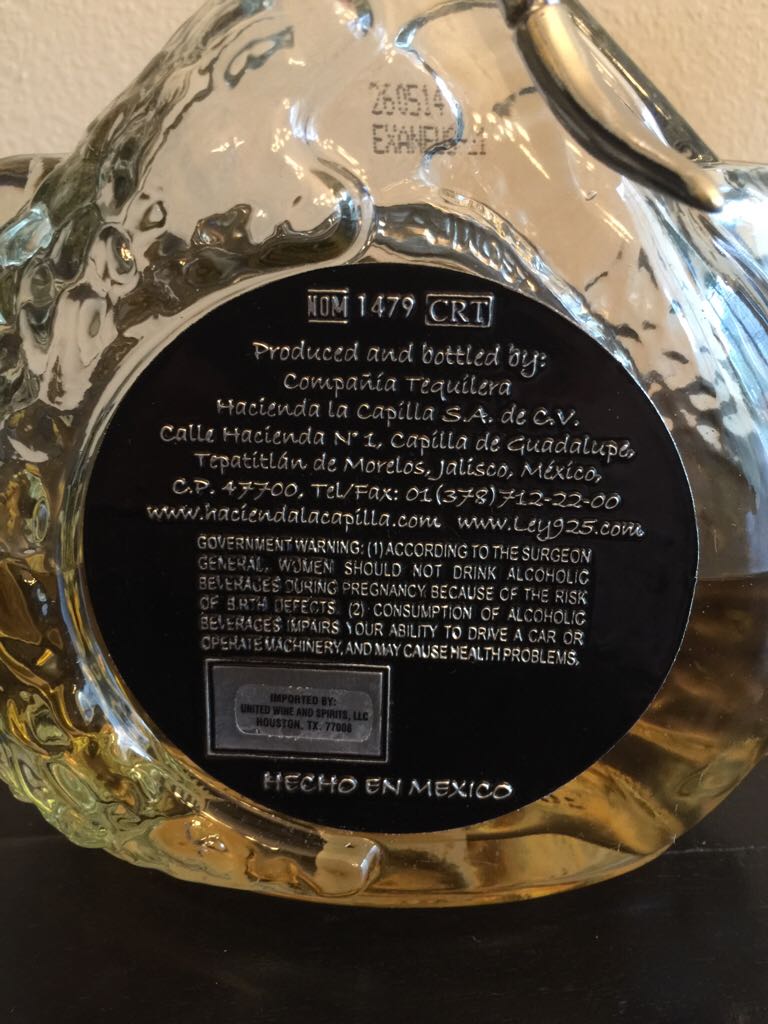 260514
NOM 1479 CRT
Produced and bottled by:
Compañía Tequilera
Hacienda la Capilla S.A. de C.V.
Calle Hacienda N° 1, Capilla de Guadalupe,
Tepatitlán de Morelos, Jalisco, México,
C.P. 47700, Tel/Fax: 01(378)712-22-00
www.haciendalacapilla.com www.Ley925.com
GOVERNMENT WARNING: (1) ACCORDING TO THE SURGEON
GENERAL, WOMEN SHOULD NOT DRINK ALCOHOLIC
BEVERAGES DURING PREGNANCY BECAUSE OF THE RISK
OF BIRTH DEFECTS. (2) CONSUMPTION OF ALCOHOLIC
BEVERAGES IMPAIRS YOUR ABILITY TO DRIVE A CAR OR
OPERATE MACHINERY, AND MAY CAUSE HEALTH PROBLEMS.
IMPORTED BY:
UNITED WINE AND SPIRITS, LLC
HOUSTON, TX. 77008
HECHO EN MEXICO